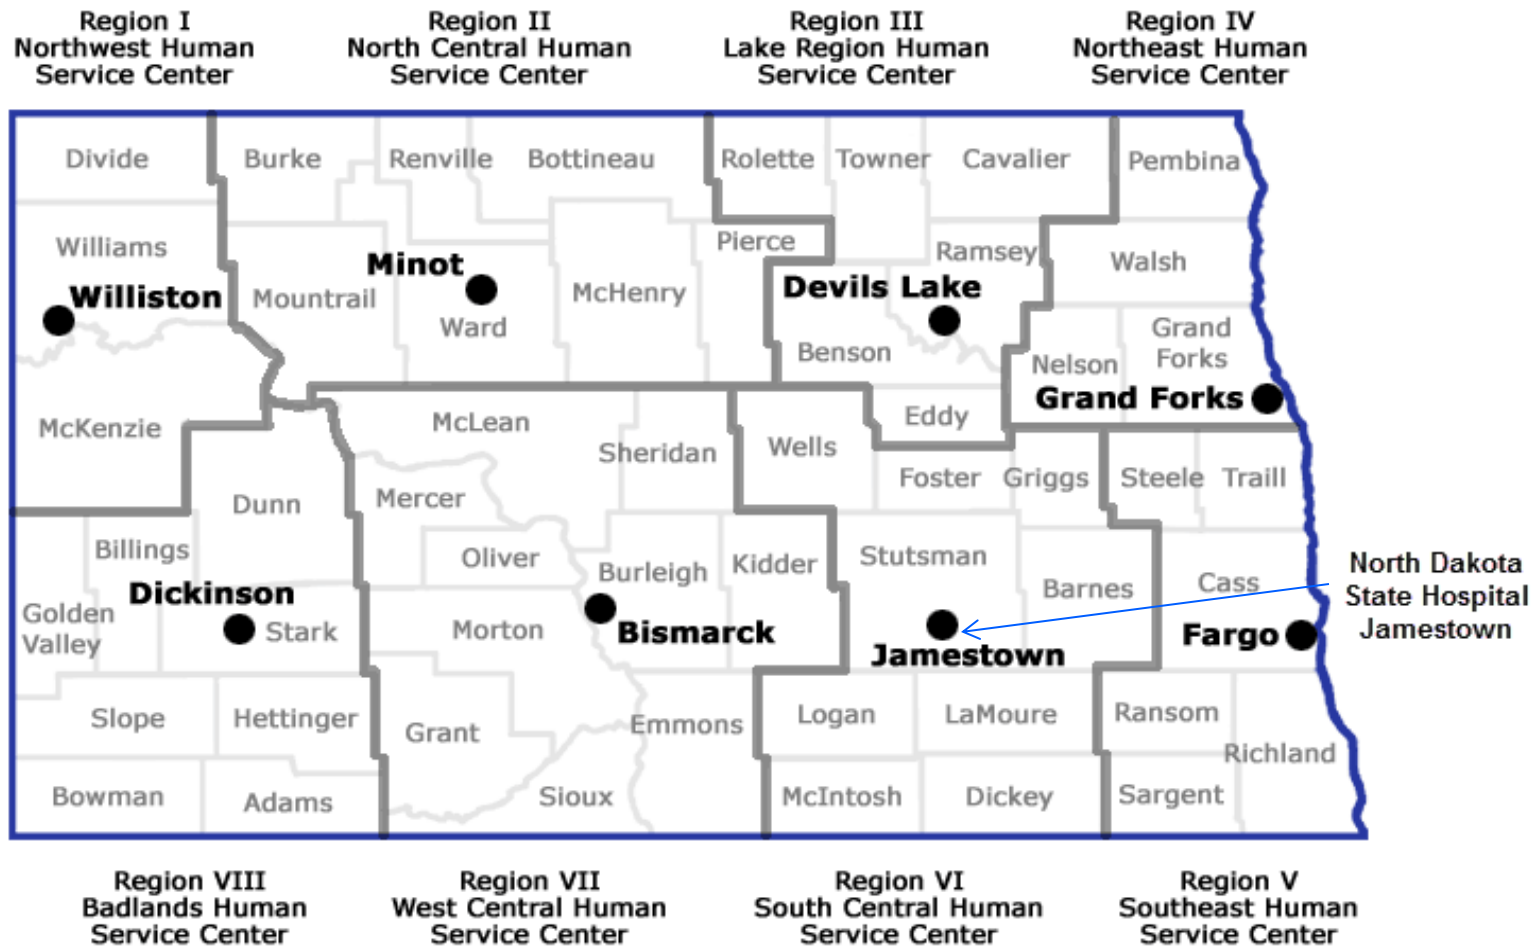 Region I
Northwest Human
Service Center
Region II
North Central Human
Service Center
Region III
Lake Region Human
Service Center
Region IV
Northeast Human
Service Center
Divide
Burke
Renville
Bottineau
Rolette
Towner
Cavalier
Pembina
Williams
Pierce
Ramsey
Walsh
Minot
Williston
Mountrail
McHenry
Devils Lake
Ward
Benson
Nelson
Grand
Forks
Grand Forks
McKenzie
McLean
Eddy
Sheridan
Wells
Foster
Griggs
Steele
Traill
Dunn
Mercer
Billings
Oliver
Burleigh
Kidder
Stutsman
Barnes
Cass
North Dakota
State Hospital
Jamestown
Dickinson
Golden
Valley
Stark
Morton
Bismarck
Jamestown
Fargo
Slope
Hettinger
Grant
Emmons
Logan
LaMoure
Ransom
Richland
Bowman
Adams
Sioux
McIntosh
Dickey
Sargent
Region VIII
Badlands Human
Service Center
Region VII
West Central Human
Service Center
Region VI
South Central Human
Service Center
Region V
Southeast Human
Service Center